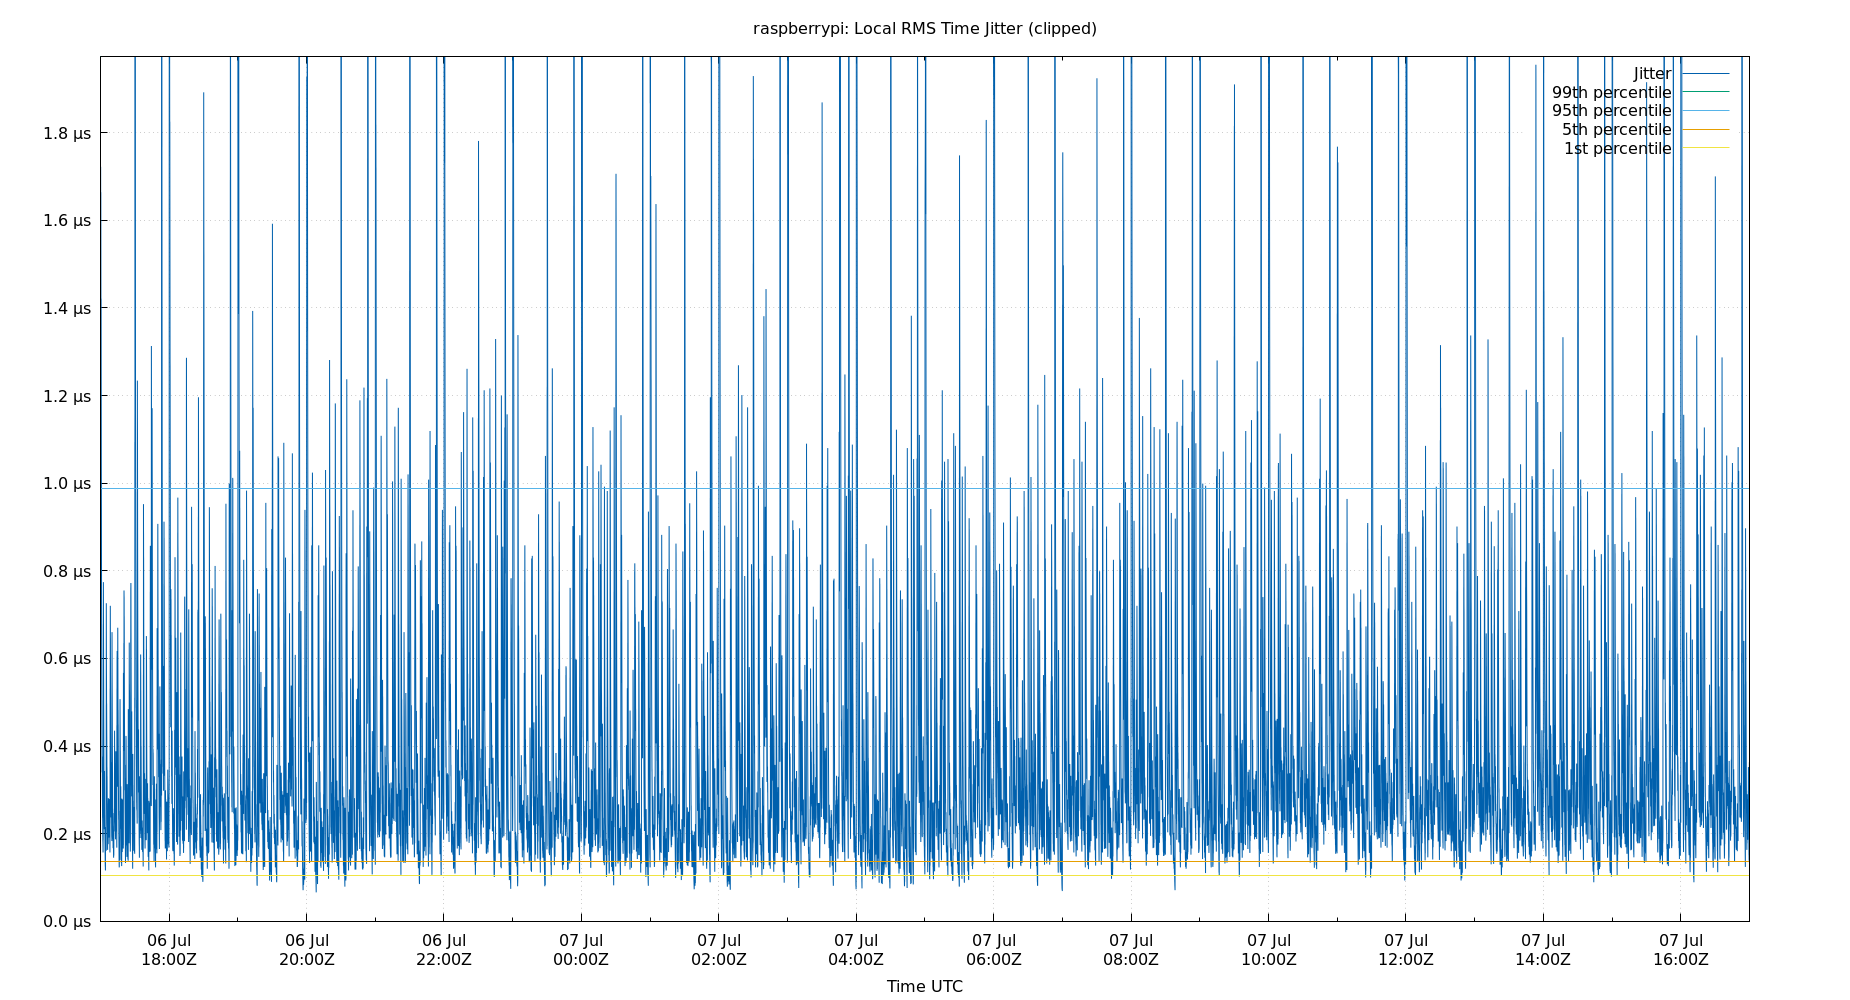 raspberrypi: Local RMS Time Jitter (clipped)
Jitter
99th percentile
95th percentile
5th percentile
1st percentile
1.8 µs
1.6 µs
1.4 µs
1.2 µs
1.0 µs
0.8 µs
0.6 µs
0.4 µs
0.2 µs
0.0 µs
06 Jul 06 Jul 06 Jul 07 Jul 07 Jul 07 Jul 07 Jul 07 Jul 07 Jul 07 Jul 07 Jul 07 Jul
18:00Z 20:00Z 22:00Z 00:00Z 02:00Z 04:00Z 06:00Z 08:00Z 10:00Z 12:00Z 14:00Z 16:00Z
Time UTC